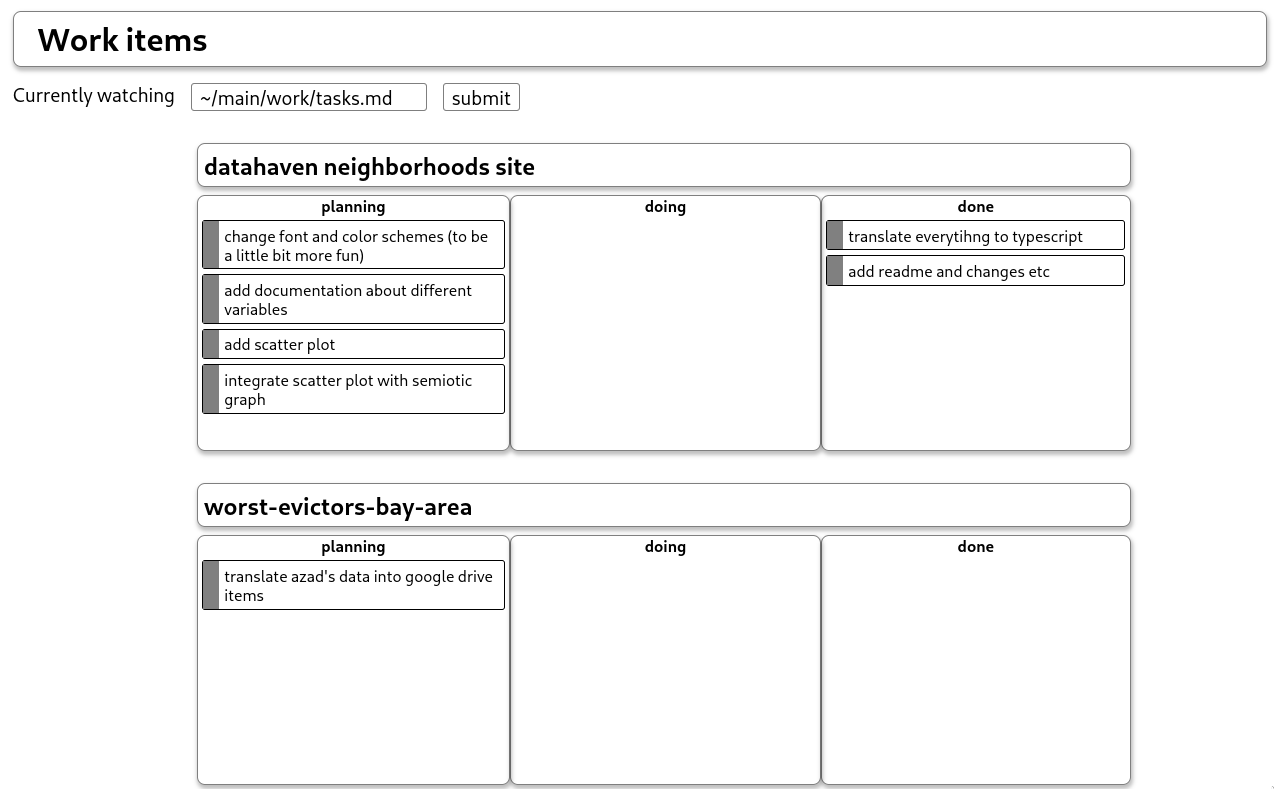 Work items
Currently watching ~/main/work/tasks.md submit
datahaven neighborhoods site
planning
change font and color schemes (to be
a little bit more fun)
add documentation about different
variables
add scatter plot
integrate scatter plot with semiotic
graph
doing
done
translate everytihng to typescript
add readme and changes etc
worst-evictors-bay-area
planning
translate azad's data into google drive
items
doing
done